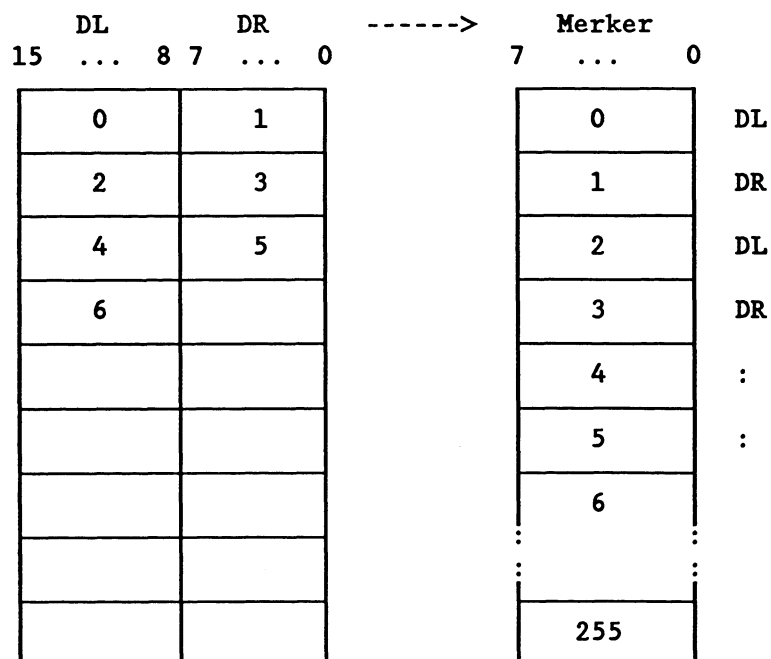 DL DR ------> Merker
15 ... 8 7 ... 0 7 ... 0
0 1 0 DL
2 3 1 DR
4 5 2 DL
6 3 DR
4 :
5 :
6
: :
: :
255